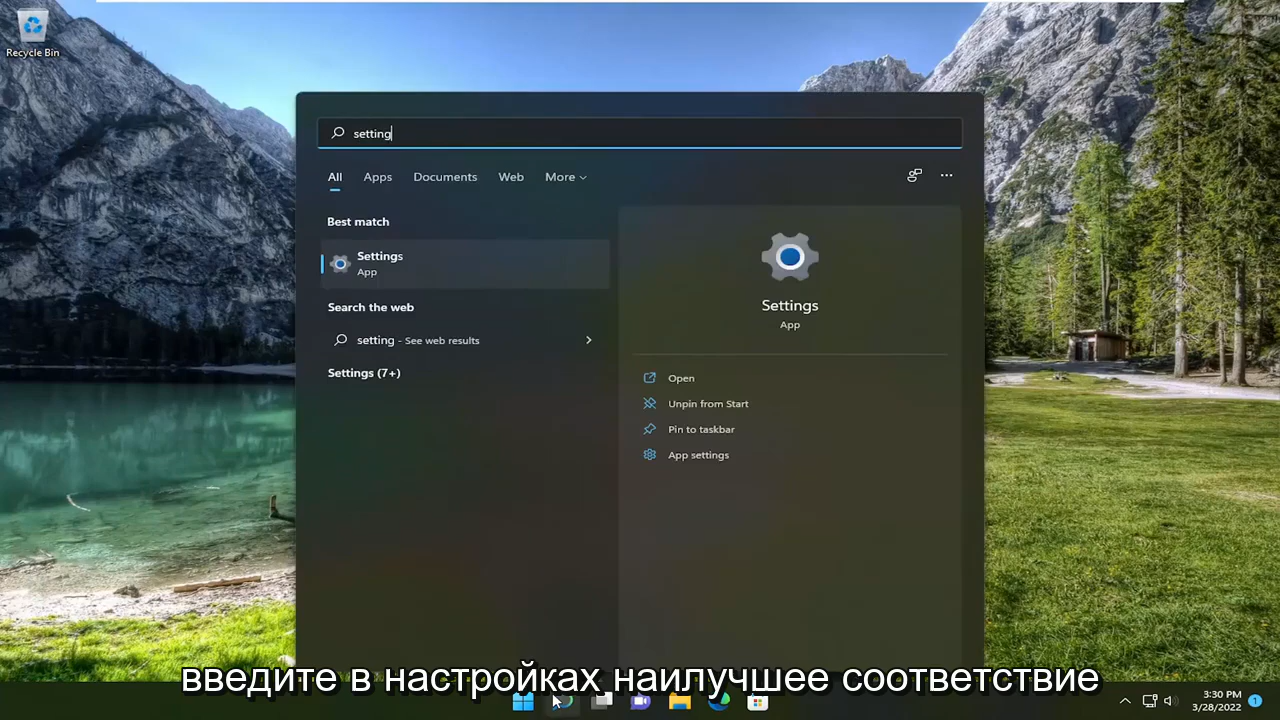 Recycle Bin
setting
All Apps Documents Web More
Best match
Settings
App
Search the web
setting - See web results
Settings (7+)
Settings
App
Open
Unpin from Start
Pin to taskbar
App settings
введите в настройках наилучшее соответствие
3:30 PM
3/28/2022
1